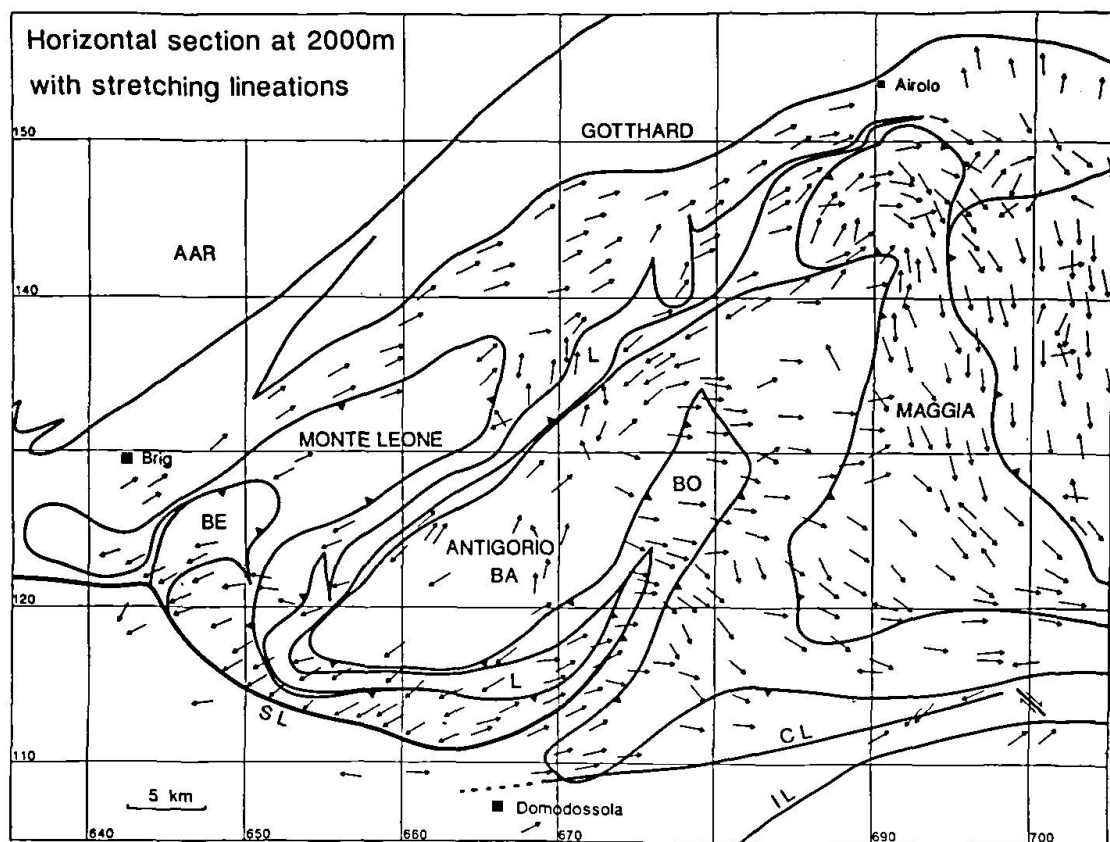 Horizontal section at 2000m
with stretching lineations
Airolo
150
GOTTHARD
AAR
140
L
MAGGIA
MONTE LEONE
Brig
BO
BE
ANTIGORIO
BA
120
L
SL
CL
110
IL
5 km
Domodossola
640
650
660
670
690
700